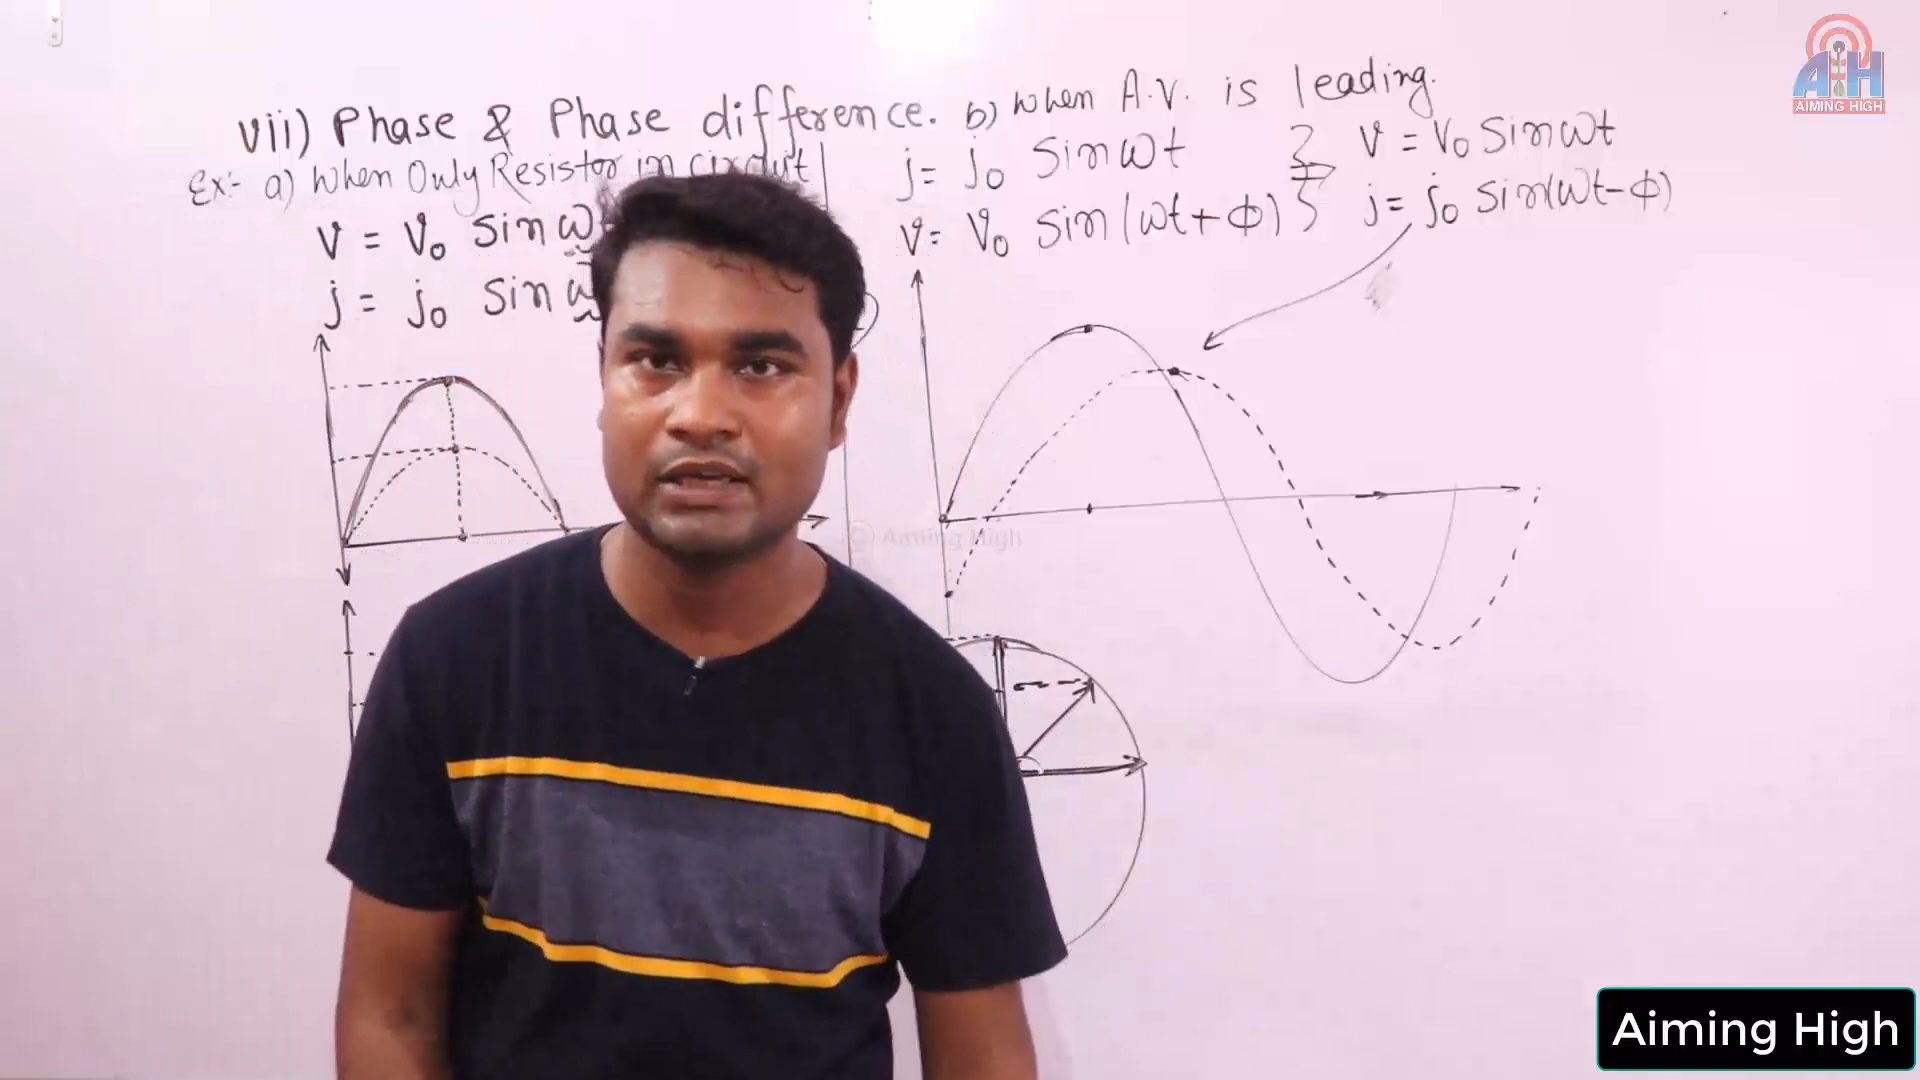 vii) Phase & Phase difference.
Ex:- a) When Only Resistor in circuit
V = V₀ Sin ω
j = j₀ Sin ω
b) When A.V. is leading.
j = j₀ Sin ωt
V = V₀ Sin (ωt + Φ)
⇒ V = V₀ Sin ωt
j = j₀ Sin (ωt - Φ)
AH
AIMING HIGH
© Aiming High
Aiming High